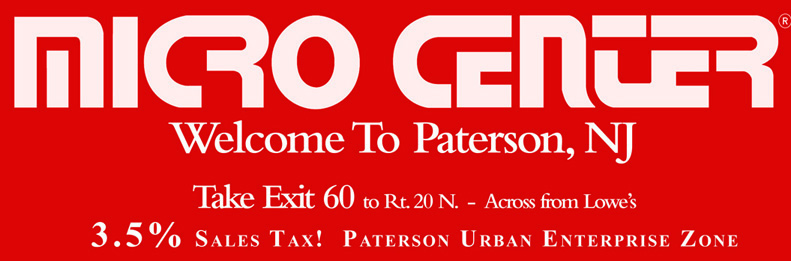 MICRO CENTER®
Welcome To Paterson, NJ
Take Exit 60 to Rt. 20 N. – Across from Lowe's
3.5% SALES TAX! PATERSON URBAN ENTERPRISE ZONE